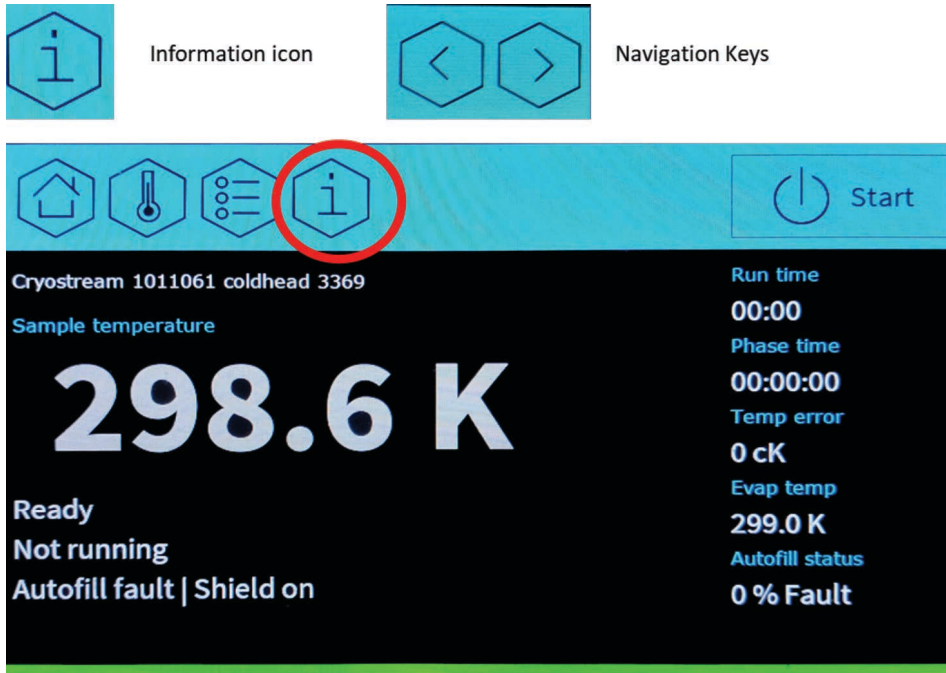 Information icon
Navigation Keys
Start
Cryostream 1011061 coldhead 3369
Sample temperature
298.6 K
Ready
Not running
Autofill fault | Shield on
Run time
00:00
Phase time
00:00:00
Temp error
0 cK
Evap temp
299.0 K
Autofill status
0 % Fault